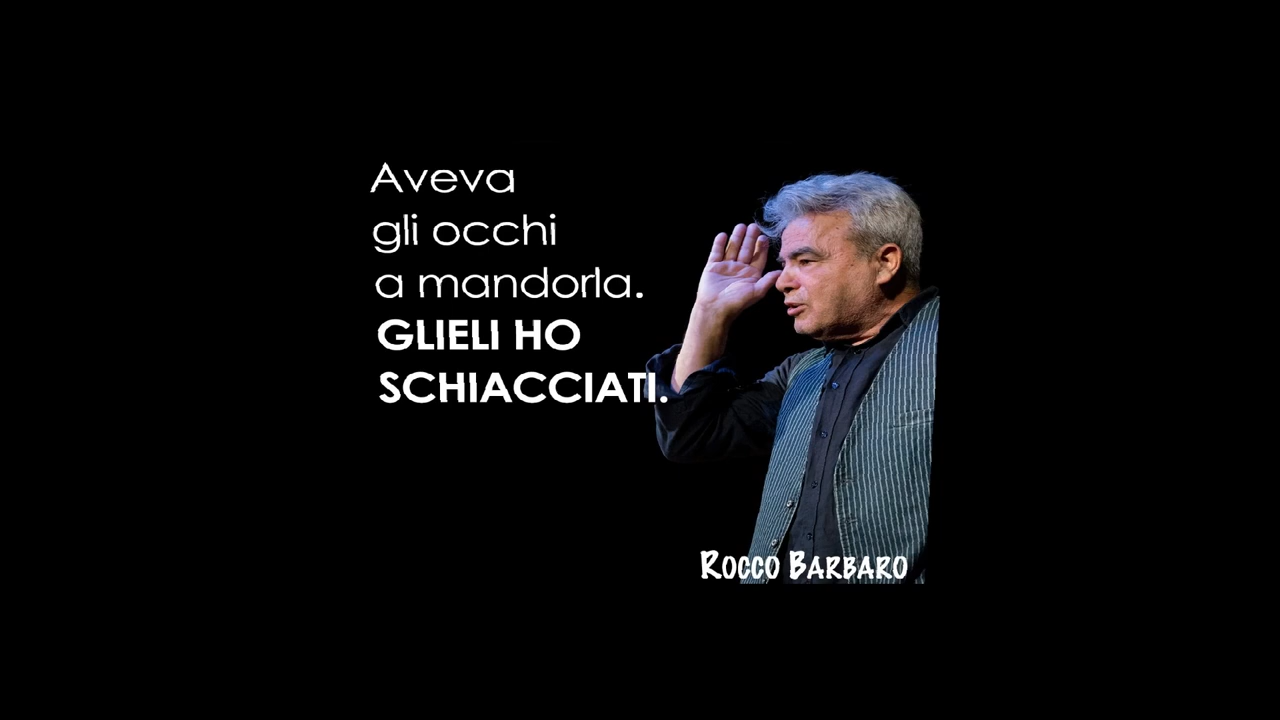 Aveva
gli occhi
a mandorla.
GLIELI HO
SCHIACCIATI.
ROCCO BARBARO